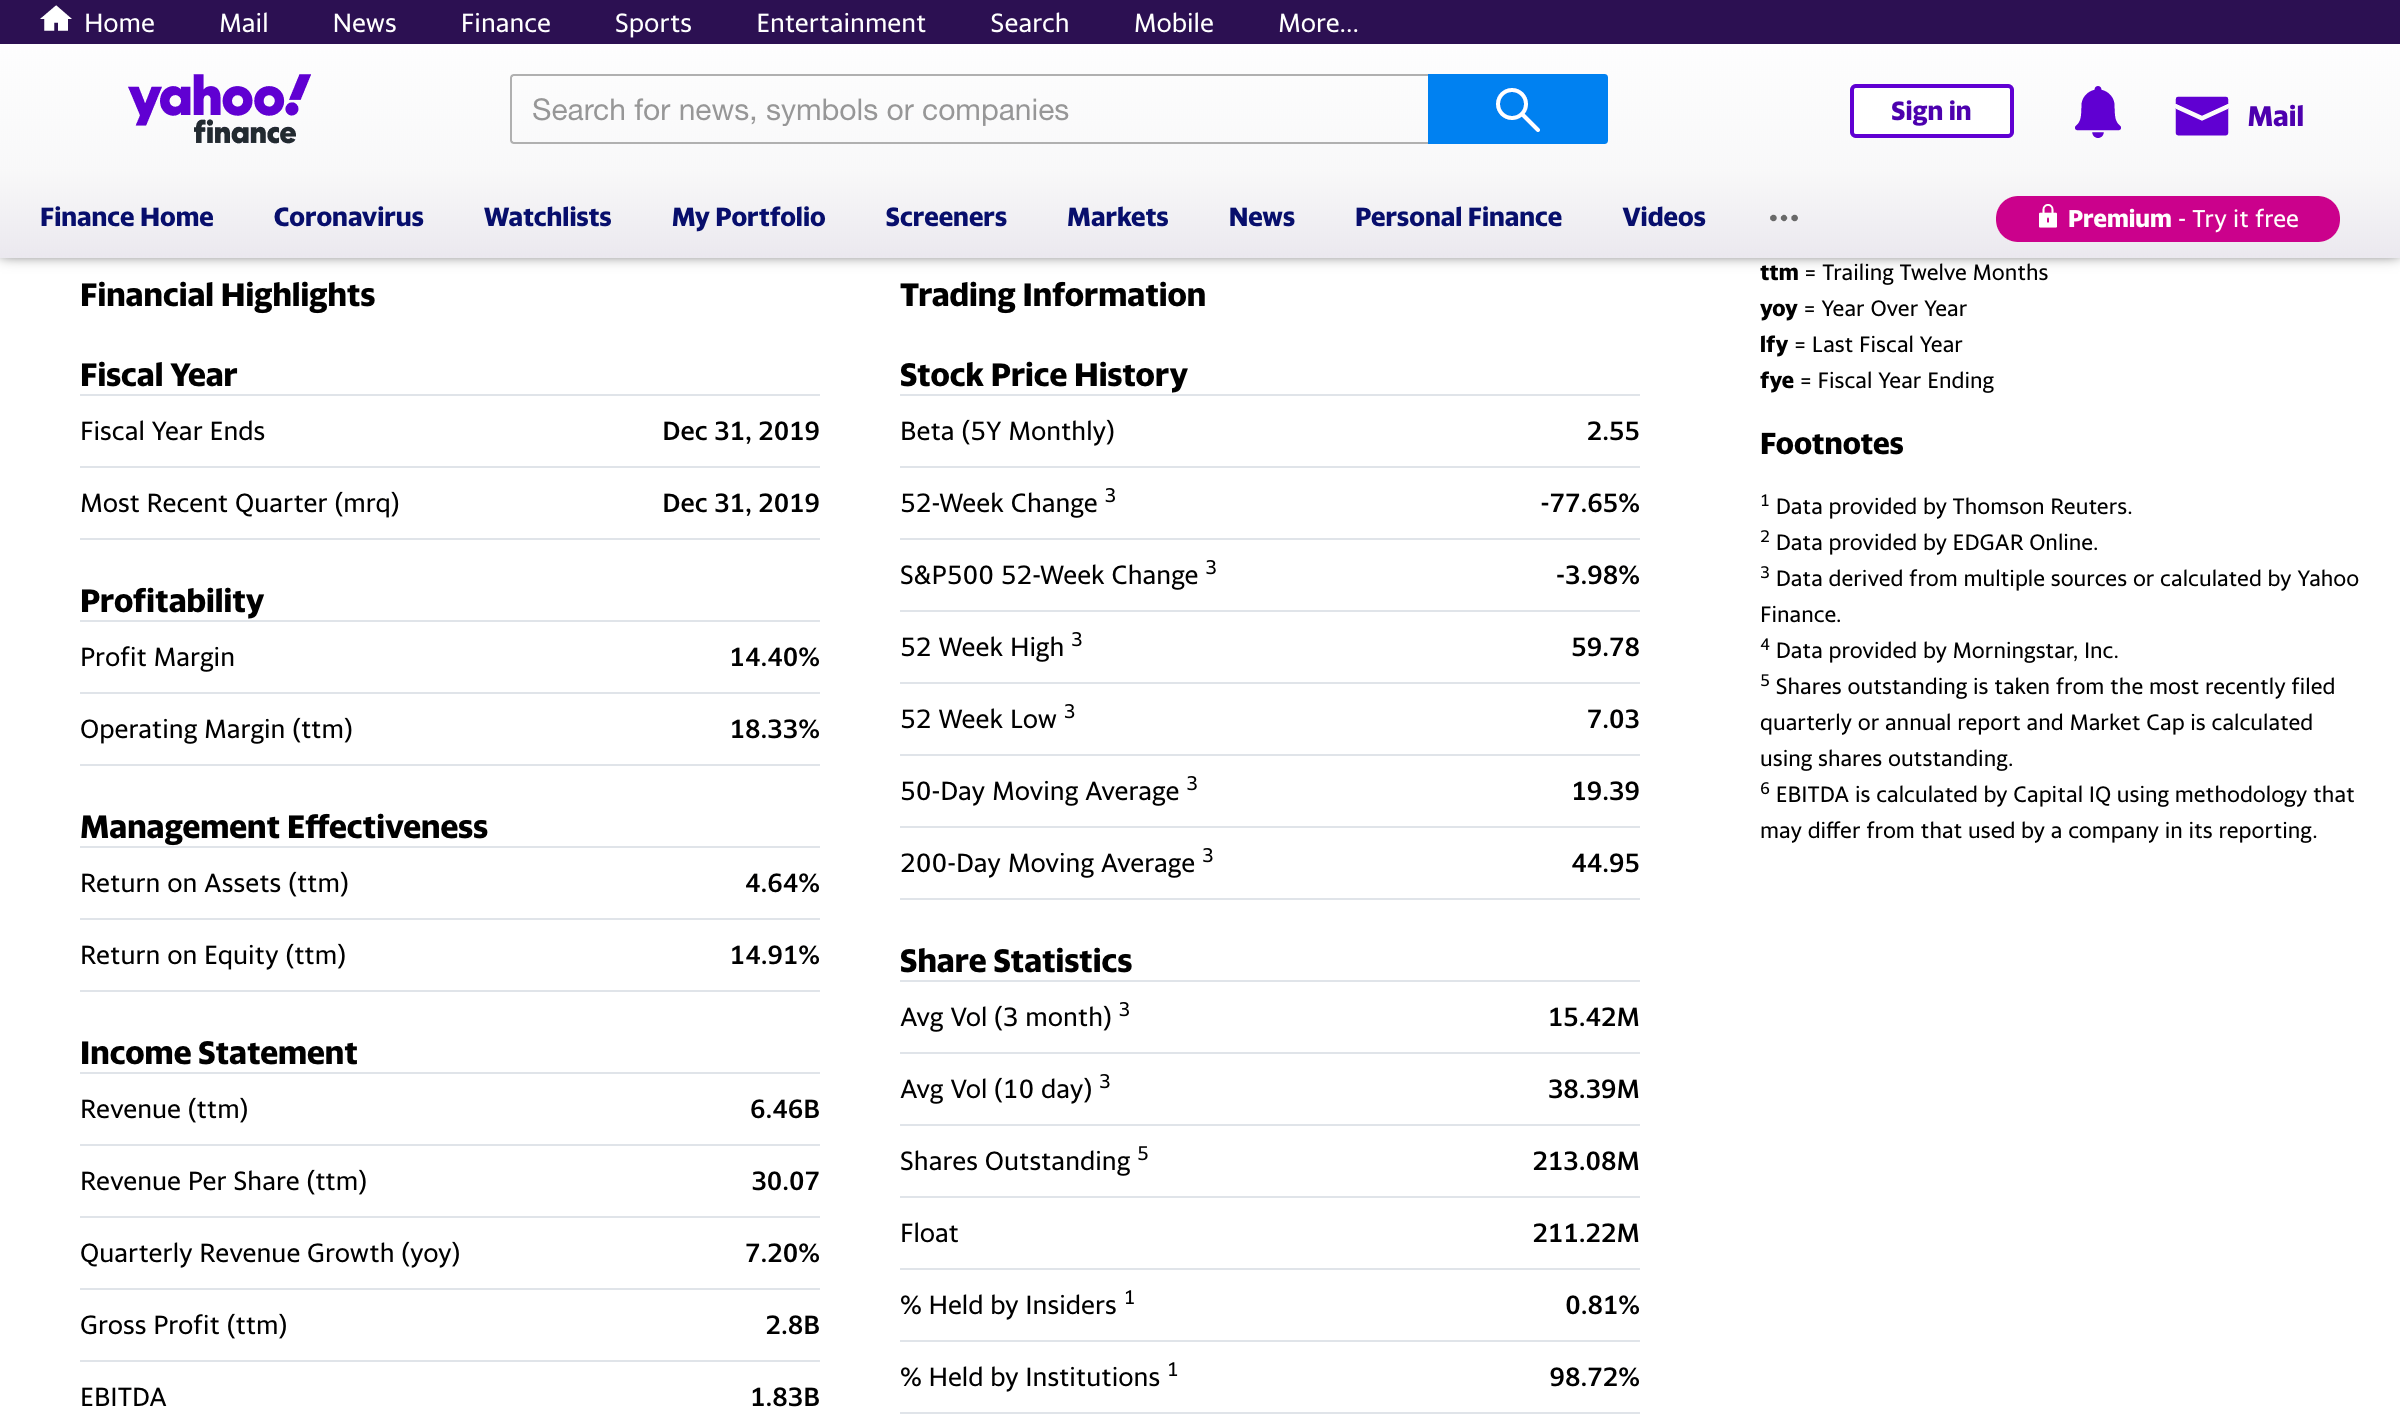 Home Mail News Finance Sports Entertainment Search Mobile More...
yahoo!
finance
Search for news, symbols or companies
Sign in
Mail
Finance Home Coronavirus Watchlists My Portfolio Screeners Markets News Personal Finance Videos ...
Premium - Try it free
Financial Highlights
Fiscal Year
Fiscal Year Ends Dec 31, 2019
Most Recent Quarter (mrq) Dec 31, 2019
Profitability
Profit Margin 14.40%
Operating Margin (ttm) 18.33%
Management Effectiveness
Return on Assets (ttm) 4.64%
Return on Equity (ttm) 14.91%
Income Statement
Revenue (ttm) 6.46B
Revenue Per Share (ttm) 30.07
Quarterly Revenue Growth (yoy) 7.20%
Gross Profit (ttm) 2.8B
EBITDA 1.83B
Trading Information
Stock Price History
Beta (5Y Monthly) 2.55
52-Week Change 3 -77.65%
S&P500 52-Week Change 3 -3.98%
52 Week High 3 59.78
52 Week Low 3 7.03
50-Day Moving Average 3 19.39
200-Day Moving Average 3 44.95
Share Statistics
Avg Vol (3 month) 3 15.42M
Avg Vol (10 day) 3 38.39M
Shares Outstanding 5 213.08M
Float 211.22M
% Held by Insiders 1 0.81%
% Held by Institutions 1 98.72%
ttm = Trailing Twelve Months
yoy = Year Over Year
lfy = Last Fiscal Year
fye = Fiscal Year Ending
Footnotes
1 Data provided by Thomson Reuters.
2 Data provided by EDGAR Online.
3 Data derived from multiple sources or calculated by Yahoo
Finance.
4 Data provided by Morningstar, Inc.
5 Shares outstanding is taken from the most recently filed
quarterly or annual report and Market Cap is calculated
using shares outstanding.
6 EBITDA is calculated by Capital IQ using methodology that
may differ from that used by a company in its reporting.